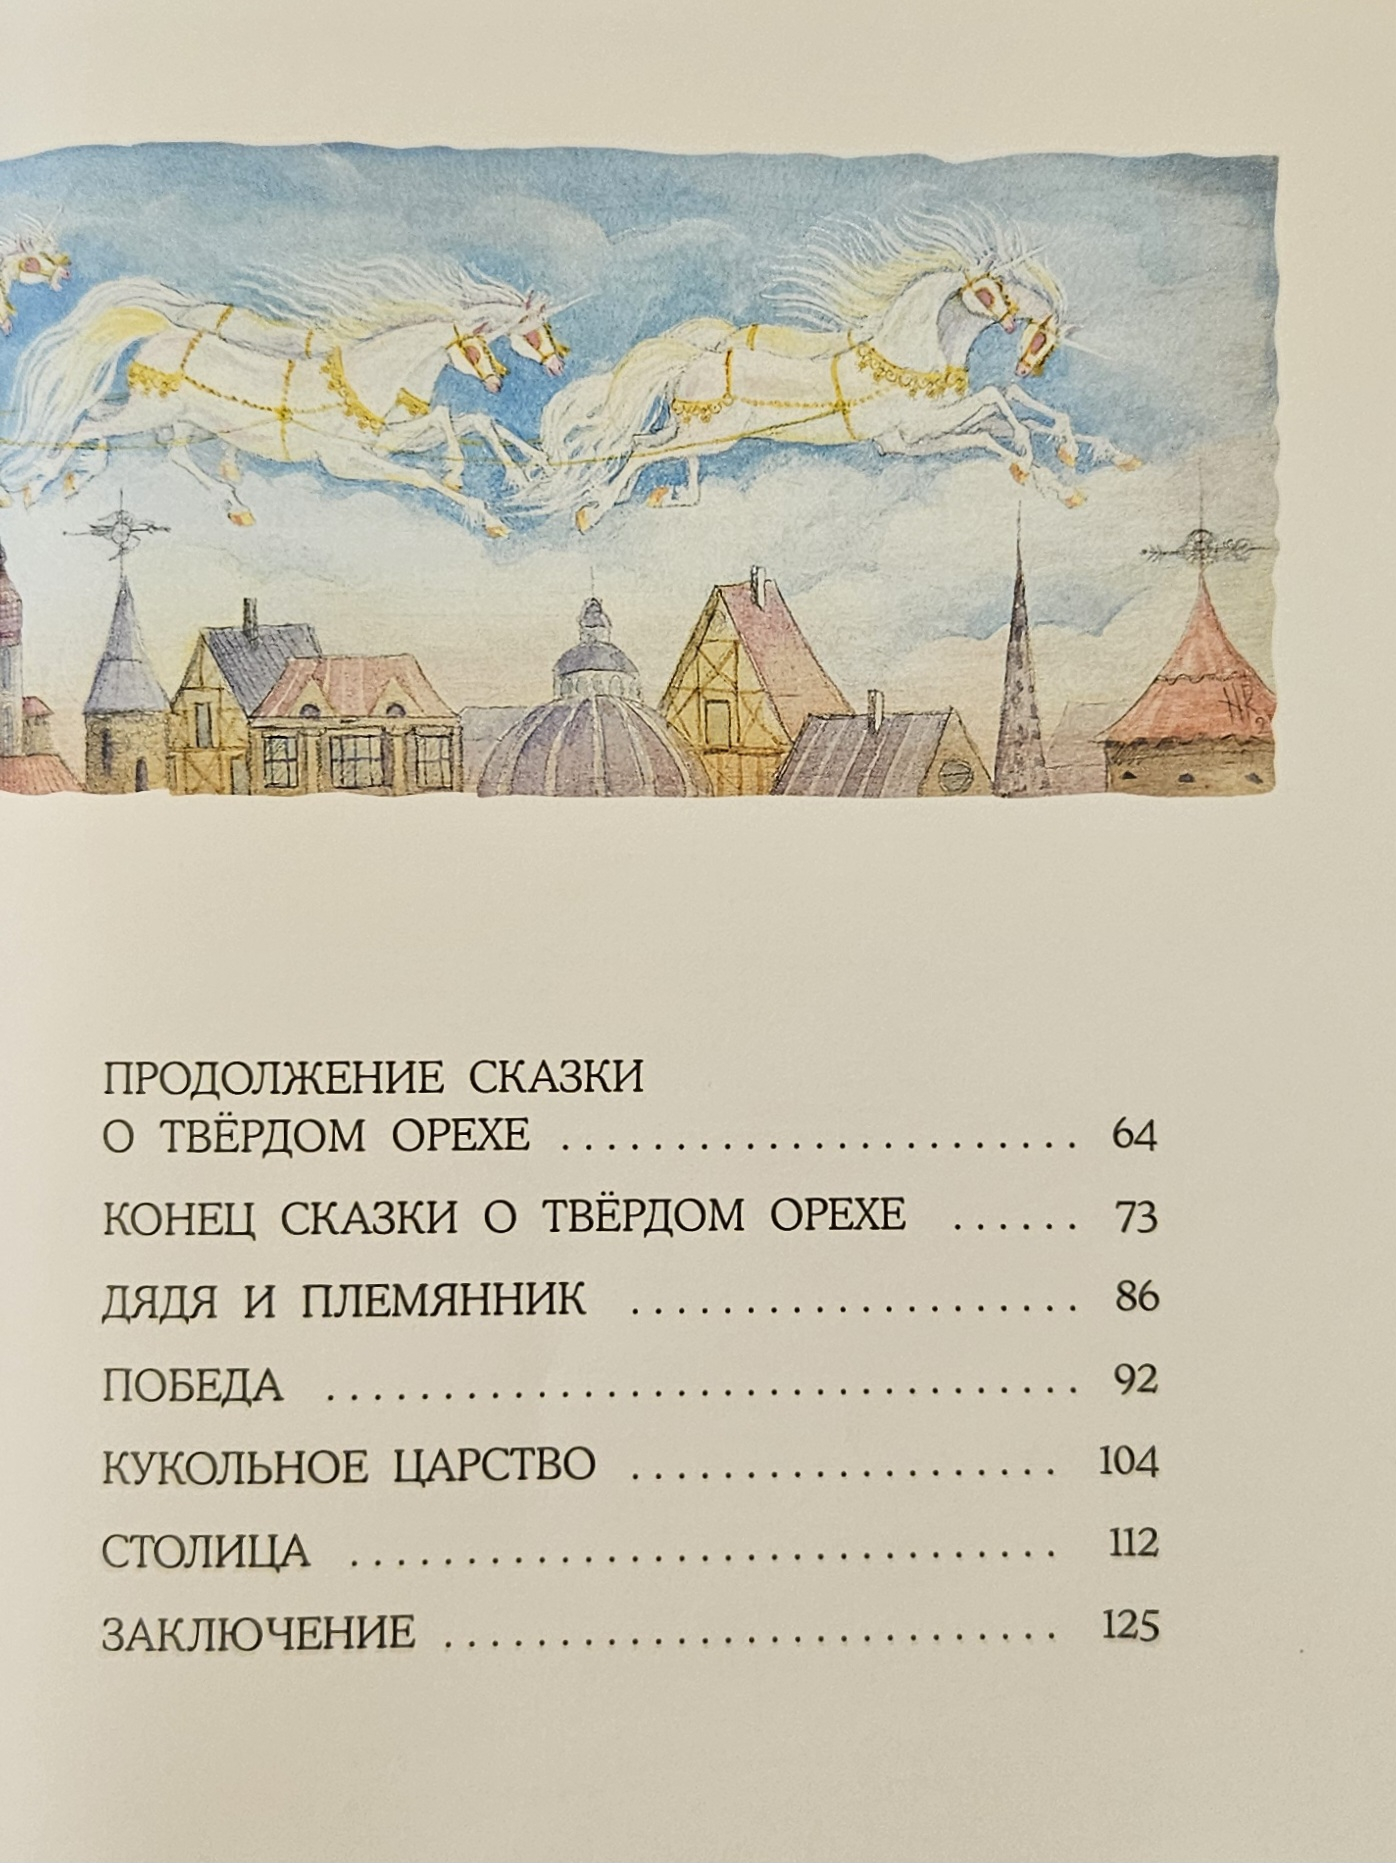 HR
ПРОДОЛЖЕНИЕ СКАЗКИ
О ТВЁРДОМ ОРЕХЕ ........................ 64
КОНЕЦ СКАЗКИ О ТВЁРДОМ ОРЕХЕ ...... 73
ДЯДЯ И ПЛЕМЯННИК .................... 86
ПОБЕДА ................................. 92
КУКОЛЬНОЕ ЦАРСТВО ................... 104
СТОЛИЦА ............................... 112
ЗАКЛЮЧЕНИЕ ........................... 125